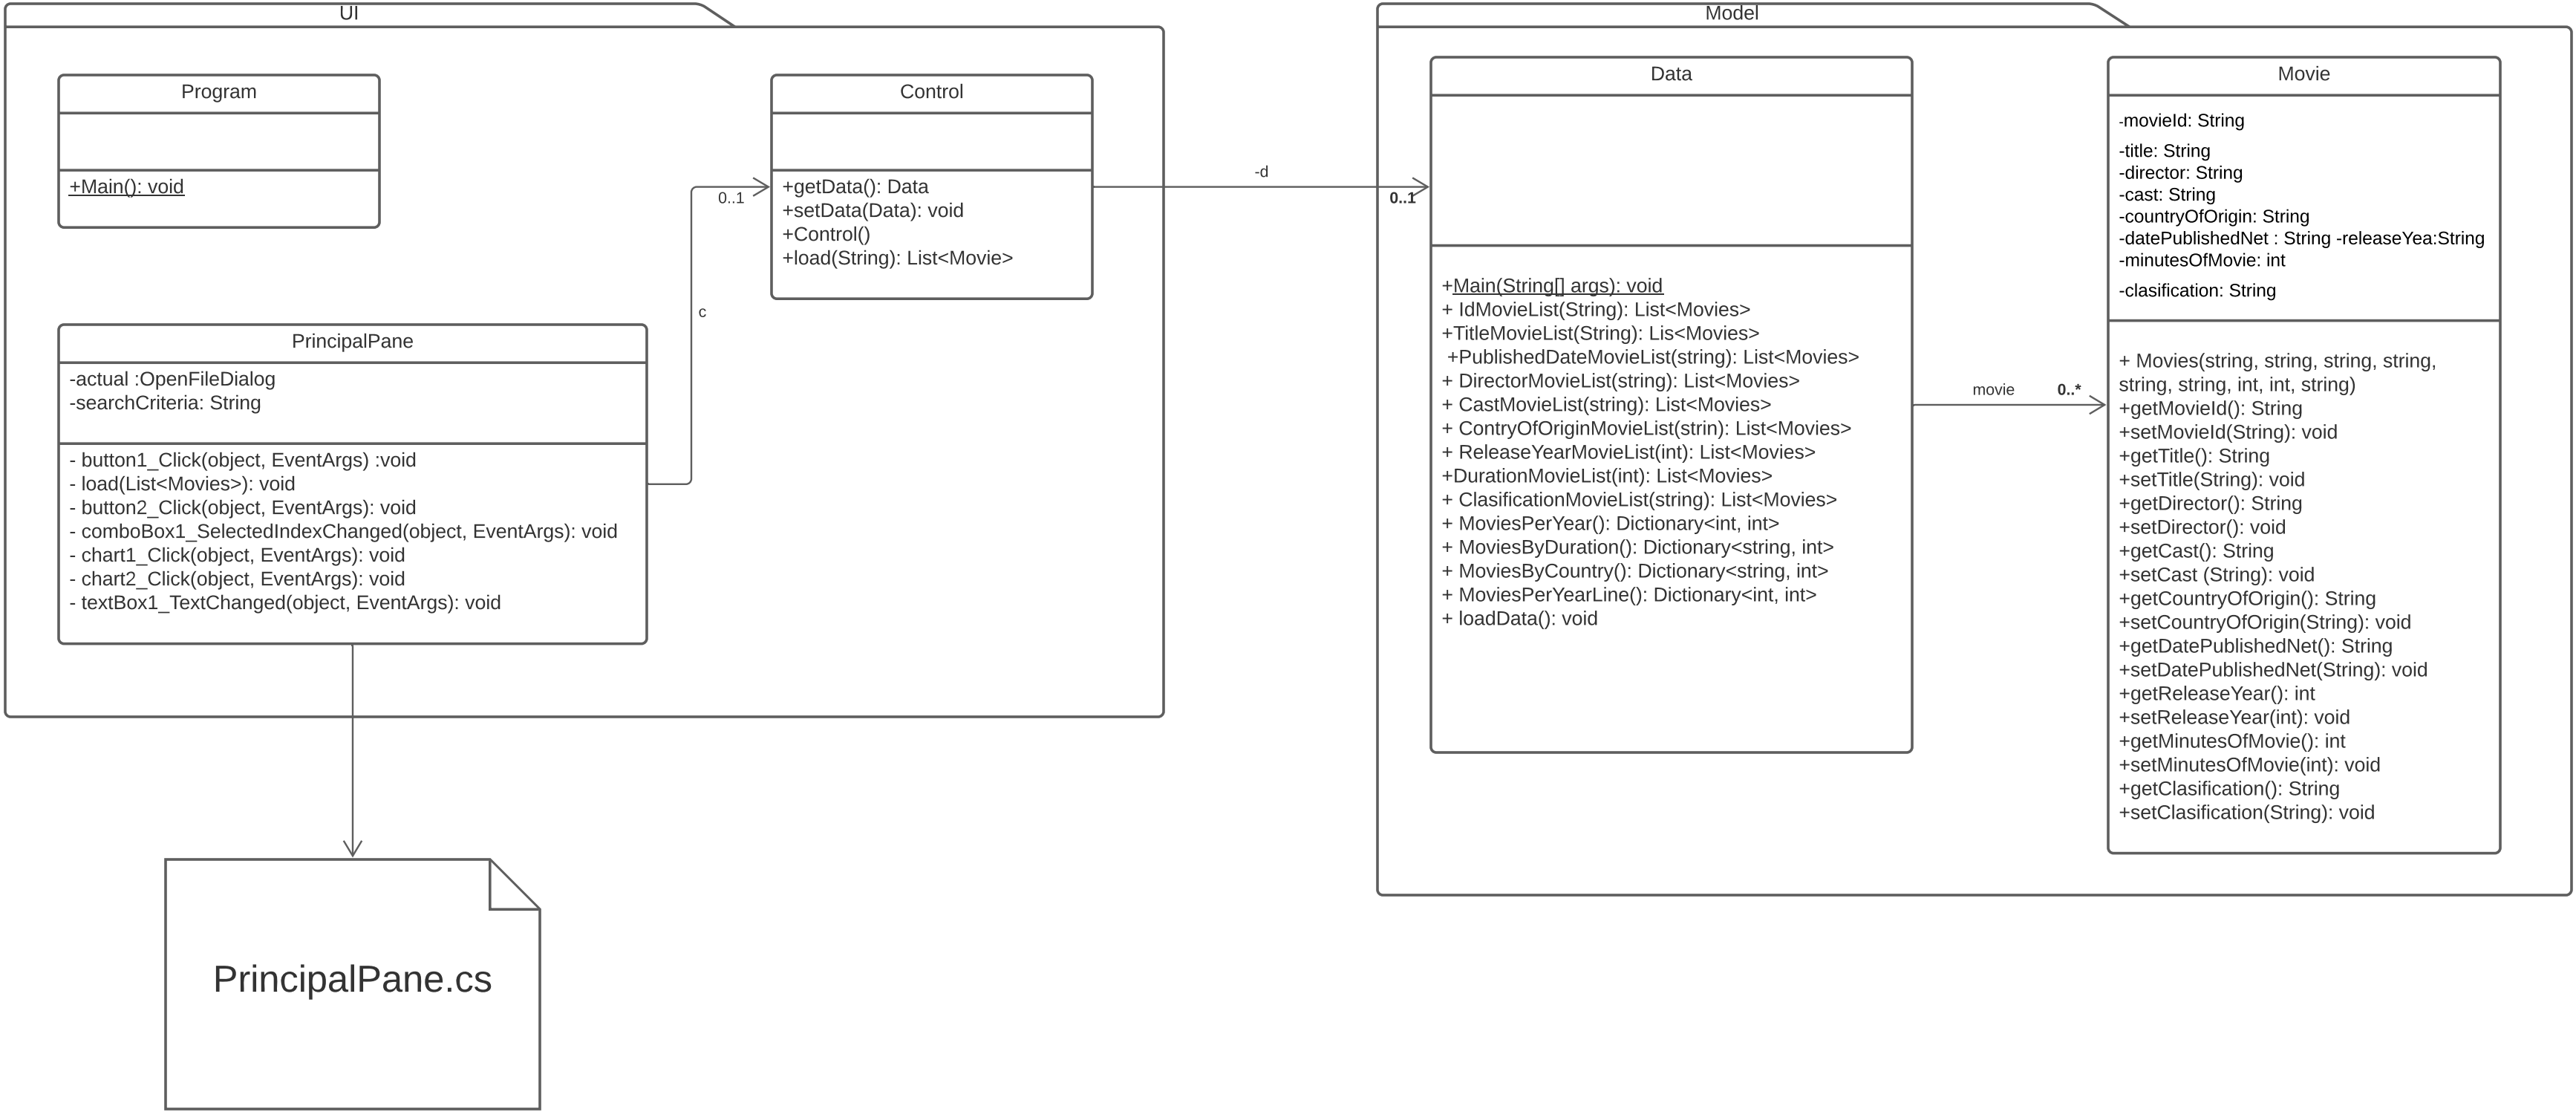 UI
Program
+Main(): void
Control
+getData(): Data
+setData(Data): void
+Control()
+load(String): List<Movie>
0..1
c
PrincipalPane
-actual :OpenFileDialog
-searchCriteria: String
- button1_Click(object, EventArgs) :void
- load(List<Movies>): void
- button2_Click(object, EventArgs): void
- comboBox1_SelectedIndexChanged(object, EventArgs): void
- chart1_Click(object, EventArgs): void
- chart2_Click(object, EventArgs): void
- textBox1_TextChanged(object, EventArgs): void
PrincipalPane.cs
-d
0..1
Model
Data
+Main(String[] args): void
+ IdMovieList(String): List<Movies>
+TitleMovieList(String): Lis<Movies>
+PublishedDateMovieList(string): List<Movies>
+ DirectorMovieList(string): List<Movies>
+ CastMovieList(string): List<Movies>
+ ContryOfOriginMovieList(strin): List<Movies>
+ ReleaseYearMovieList(int): List<Movies>
+DurationMovieList(int): List<Movies>
+ ClasificationMovieList(string): List<Movies>
+ MoviesPerYear(): Dictionary<int, int>
+ MoviesByDuration(): Dictionary<string, int>
+ MoviesByCountry(): Dictionary<string, int>
+ MoviesPerYearLine(): Dictionary<int, int>
+ loadData(): void
movie
0..*
Movie
-movieId: String
-title: String
-director: String
-cast: String
-countryOfOrigin: String
-datePublishedNet : String -releaseYea:String
-minutesOfMovie: int
-clasification: String
+ Movies(string, string, string, string,
string, string, int, int, string)
+getMovieId(): String
+setMovieId(String): void
+getTitle(): String
+setTitle(String): void
+getDirector(): String
+setDirector(): void
+getCast(): String
+setCast (String): void
+getCountryOfOrigin(): String
+setCountryOfOrigin(String): void
+getDatePublishedNet(): String
+setDatePublishedNet(String): void
+getReleaseYear(): int
+setReleaseYear(int): void
+getMinutesOfMovie(): int
+setMinutesOfMovie(int): void
+getClasification(): String
+setClasification(String): void